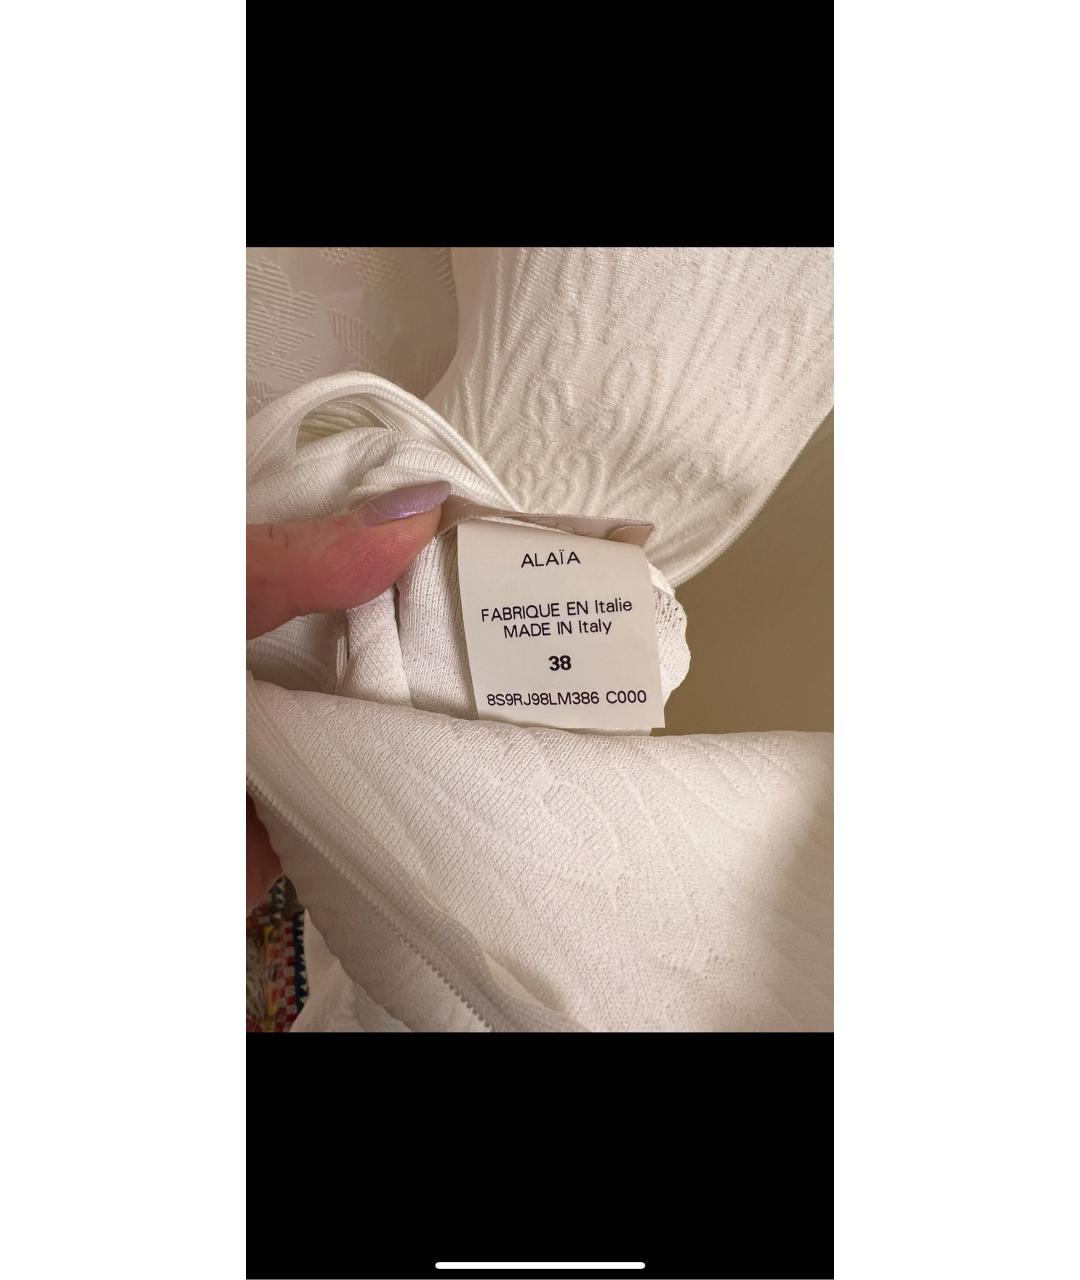 ALAÏA
FABRIQUE EN Italie
MADE IN Italy
38
8S9RJ98LM386 C000